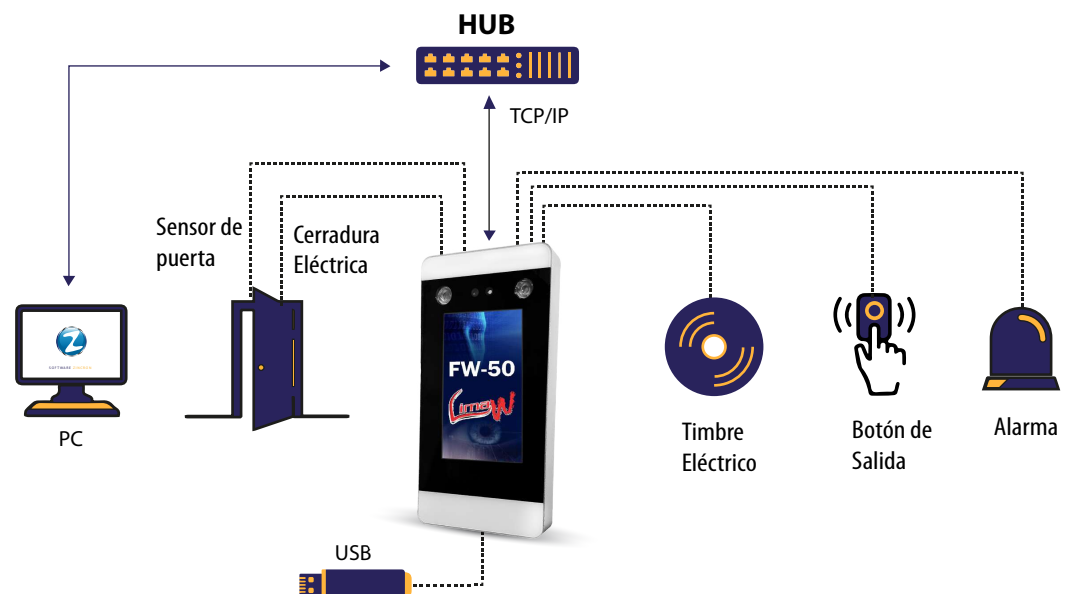 HUB
TCP/IP
Sensor de
puerta
Cerradura
Eléctrica
FW-50
PC
Timbre
Eléctrico
Botón de
Salida
Alarma
USB